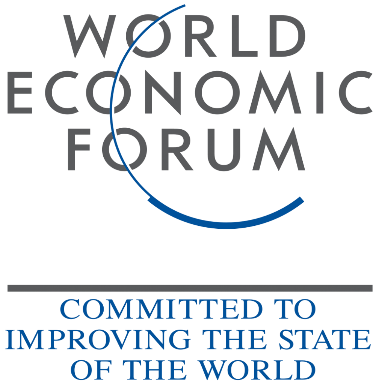 WORLD
ECONOMIC
FORUM
COMMITTED TO
IMPROVING THE STATE
OF THE WORLD